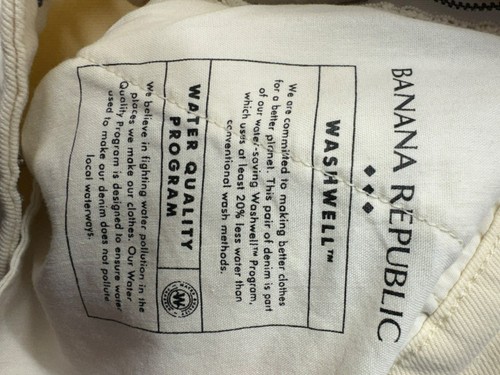 BANANA REPUBLIC
WASHWELL™
We are committed to making better clothes
for a better planet. This pair of denim is part
of our water-saving Washwell™ Program,
which uses at least 20% less water than
conventional wash methods.
WATER QUALITY
PROGRAM
We believe in fighting water pollution in the
places we make our clothes. Our Water
Quality Program is designed to ensure water
used to make our denim does not pollute
local waterways.